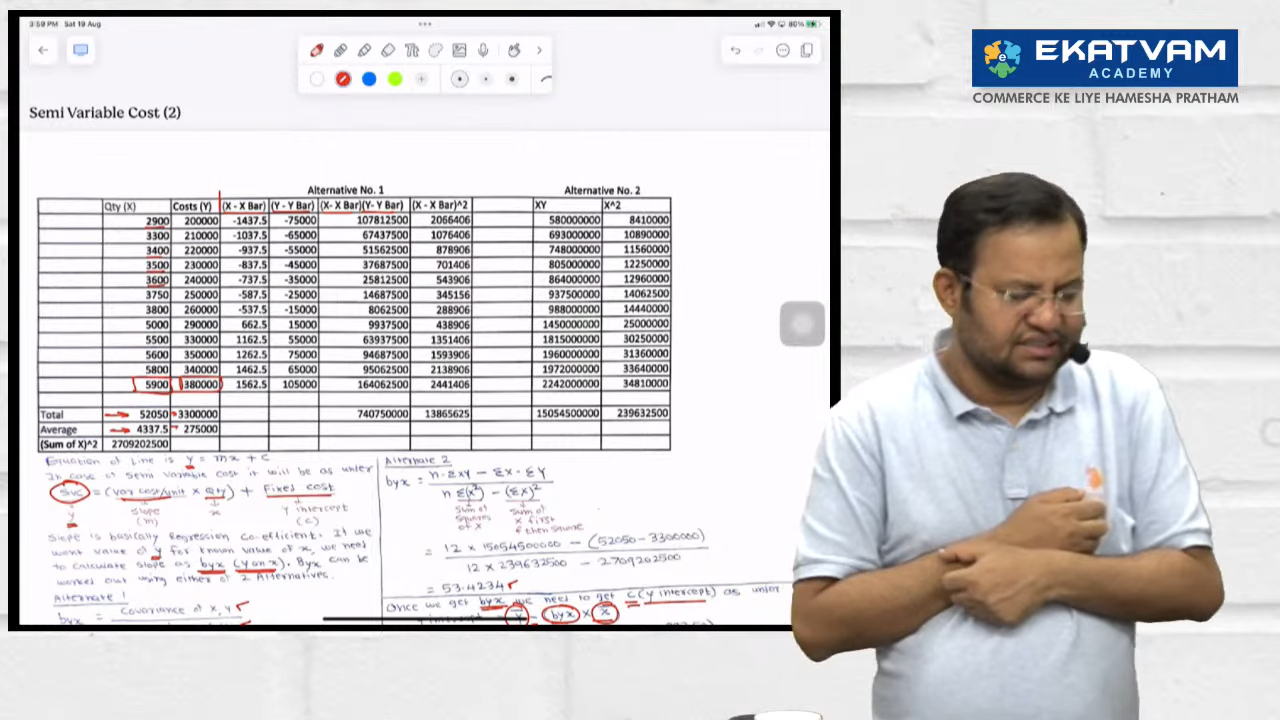 3:59 PM Sat 19 Aug
80%
EKATVAM
ACADEMY
COMMERCE KE LIYE HAMESHA PRATHAM
Semi Variable Cost (2)
Alternative No. 1 Alternative No. 2
Qty (X) Costs (Y) (X - X Bar) (Y - Y Bar) (X- X Bar)(Y- Y Bar) (X - X Bar)^2 XY X^2
2900 200000 -1437.5 -75000 107812500 2066406 580000000 8410000
3300 210000 -1037.5 -65000 67437500 1076406 693000000 10890000
3400 220000 -937.5 -55000 51562500 878906 748000000 11560000
3500 230000 -837.5 -45000 37687500 701406 805000000 12250000
3600 240000 -737.5 -35000 25812500 543906 864000000 12960000
3750 250000 -587.5 -25000 14687500 345156 937500000 14062500
3800 260000 -537.5 -15000 8062500 288906 988000000 14440000
5000 290000 662.5 15000 9937500 438906 1450000000 25000000
5500 330000 1162.5 55000 63937500 1351406 1815000000 30250000
5600 350000 1262.5 75000 94687500 1593906 1960000000 31360000
5800 340000 1462.5 65000 95062500 2138906 1972000000 33640000
5900 380000 1562.5 105000 164062500 2441406 2242000000 34810000
Total 52050 3300000 740750000 13865625 15054500000 239632500
Average 4337.5 275000
(Sum of X)^2 2709202500
Equation of Line is y = mx + c
In case of semi variable cost it will be as under
SVC = (var cost/unit x Qty) + Fixed cost
y slope x Y intercept
(m) (c)
Slope is basically Regression co-efficient. If we
want value of y for known value of x, we need
to calculate slope as byx (Y on X). Byx can be
worked out using either of 2 Alternatives.
Alternate 1
byx = Covariance of x, y
Alternate 2
byx = n·Σxy − Σx·Σy
n Σ(x²) − (Σx)²
Sum of Sum of
squares x first
of x & then square
= 12 x 15054500000 − (52050 − 3300000)
12 x 239632500 − 2709202500
= 53.4234
Once we get byx, we need to get C (Y intercept) as under
= byx x x̄